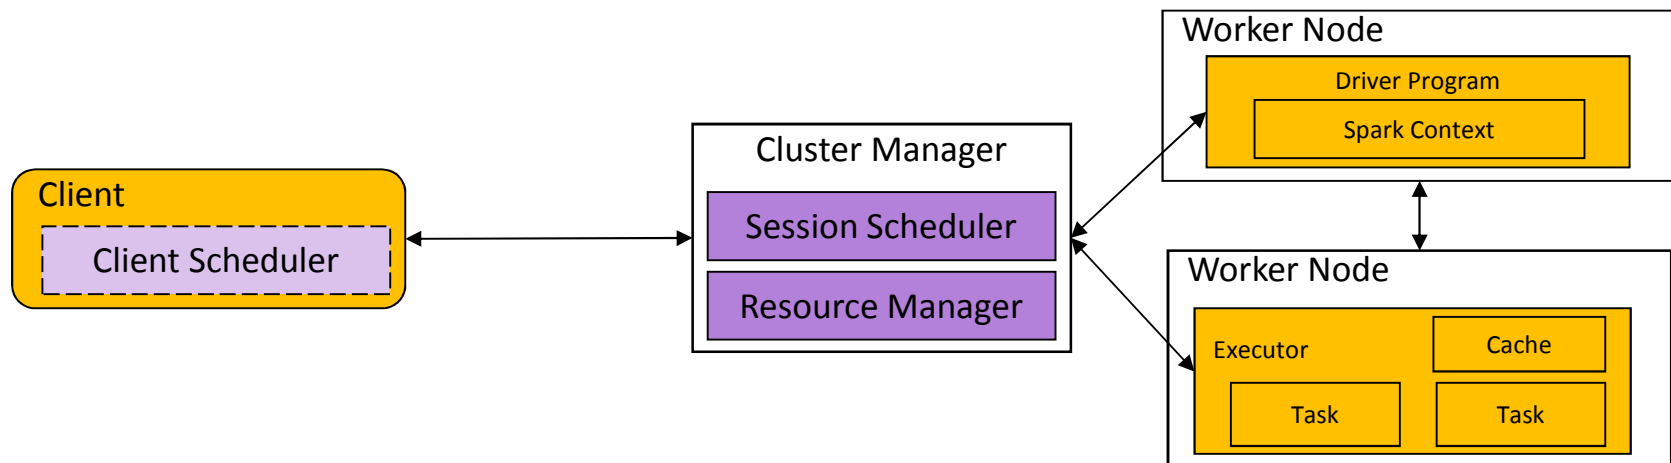 Client
Client Scheduler
Cluster Manager
Session Scheduler
Resource Manager
Worker Node
Driver Program
Spark Context
Worker Node
Executor
Cache
Task
Task